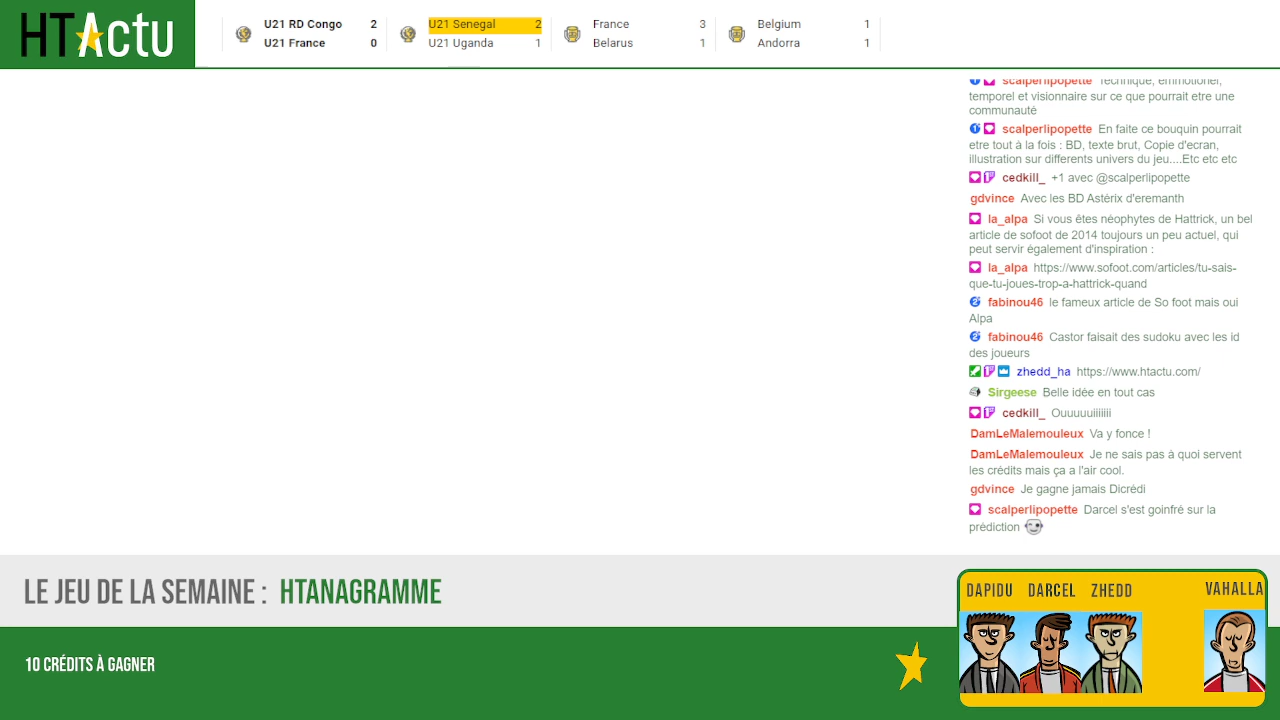 HTActu
U21 RD Congo 2
U21 France 0
U21 Senegal 2
U21 Uganda 1
France 3
Belarus 1
Belgium 1
Andorra 1
scalperlipopette Technique, emmotionel,
temporel et visionnaire sur ce que pourrait etre une
communauté
scalperlipopette En faite ce bouquin pourrait
etre tout à la fois : BD, texte brut, Copie d'ecran,
illustration sur differents univers du jeu....Etc etc etc
cedkill_ +1 avec @scalperlipopette
gdvince Avec les BD Astérix d'eremanth
la_alpa Si vous êtes néophytes de Hattrick, un bel
article de sofoot de 2014 toujours un peu actuel, qui
peut servir également d'inspiration :
la_alpa https://www.sofoot.com/articles/tu-sais-
que-tu-joues-trop-a-hattrick-quand
fabinou46 le fameux article de So foot mais oui
Alpa
fabinou46 Castor faisait des sudoku avec les id
des joueurs
zhedd_ha https://www.htactu.com/
Sirgeese Belle idée en tout cas
cedkill_ Ouuuuuiiiiiii
DamLeMalemouleux Va y fonce !
DamLeMalemouleux Je ne sais pas à quoi servent
les crédits mais ça a l'air cool.
gdvince Je gagne jamais Dicrédi
scalperlipopette Darcel s'est goinfré sur la
prédiction
LE JEU DE LA SEMAINE : HTANAGRAMME
10 CRÉDITS À GAGNER
DAPIDU DARCEL ZHEDD VAHALLA